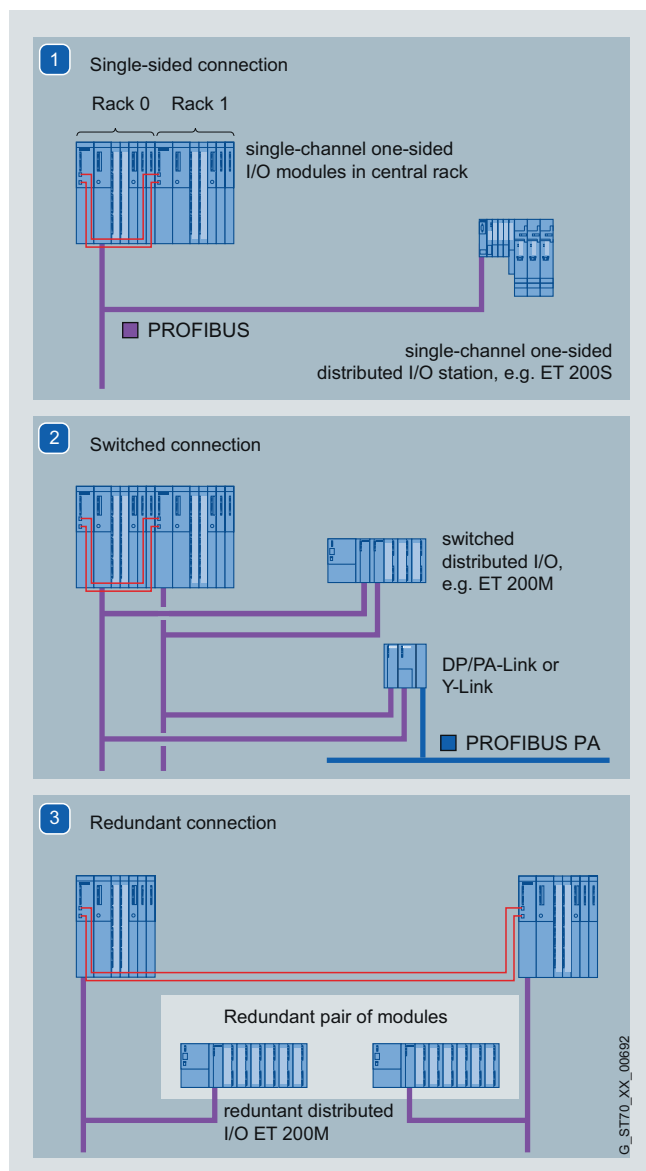 1 Single-sided connection
Rack 0 Rack 1
single-channel one-sided
I/O modules in central rack
PROFIBUS
single-channel one-sided
distributed I/O station, e.g. ET 200S
2 Switched connection
switched
distributed I/O,
e.g. ET 200M
DP/PA-Link or
Y-Link
PROFIBUS PA
3 Redundant connection
Redundant pair of modules
reduntant distributed
I/O ET 200M
G_ST70_XX_00692